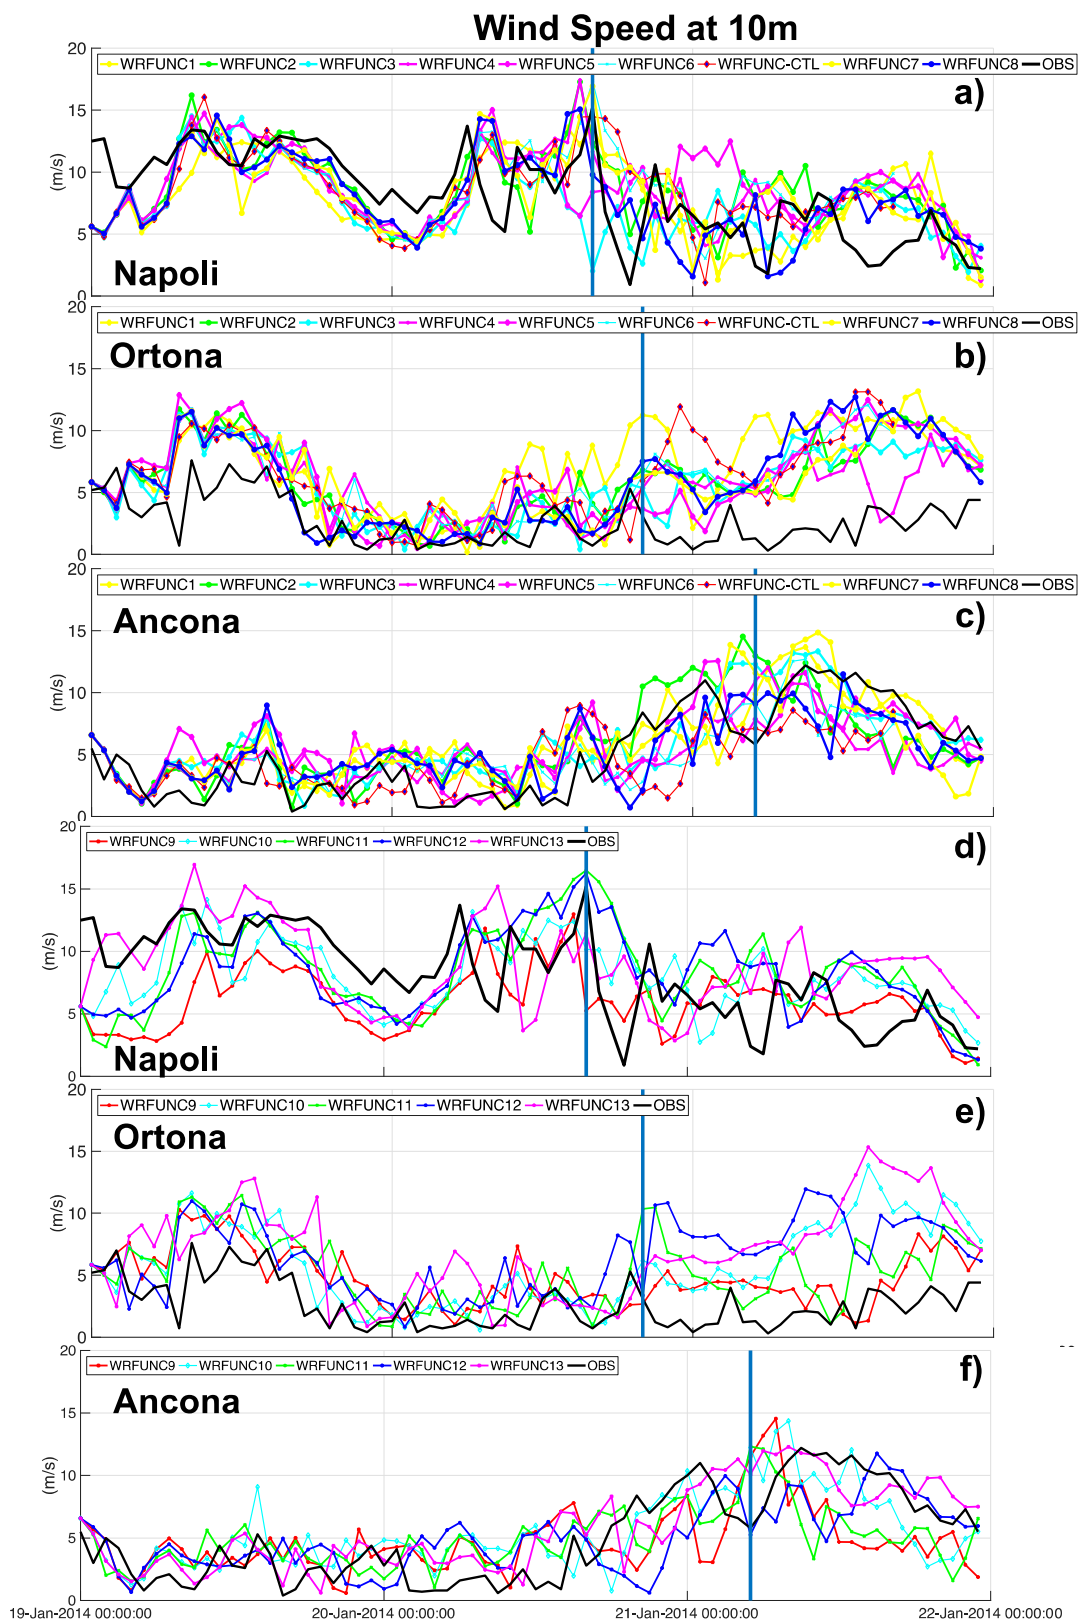 Wind Speed at 10m
20
WRFUNC1 WRFUNC2 WRFUNC3 WRFUNC4 WRFUNC5 WRFUNC6 WRFUNC-CTL WRFUNC7 WRFUNC8 OBS
a)
15
(m/s)
10
5
Napoli
0
20
WRFUNC1 WRFUNC2 WRFUNC3 WRFUNC4 WRFUNC5 WRFUNC6 WRFUNC-CTL WRFUNC7 WRFUNC8 OBS
Ortona
b)
15
(m/s)
10
5
0
20
WRFUNC1 WRFUNC2 WRFUNC3 WRFUNC4 WRFUNC5 WRFUNC6 WRFUNC-CTL WRFUNC7 WRFUNC8 OBS
Ancona
c)
15
(m/s)
10
5
0
20
WRFUNC9 WRFUNC10 WRFUNC11 WRFUNC12 WRFUNC13 OBS
d)
15
(m/s)
10
5
Napoli
0
20
WRFUNC9 WRFUNC10 WRFUNC11 WRFUNC12 WRFUNC13 OBS
e)
Ortona
15
(m/s)
10
5
0
20
WRFUNC9 WRFUNC10 WRFUNC11 WRFUNC12 WRFUNC13 OBS
f)
Ancona
15
(m/s)
10
5
0
19-Jan-2014 00:00:00 20-Jan-2014 00:00:00 21-Jan-2014 00:00:00 22-Jan-2014 00:00:00